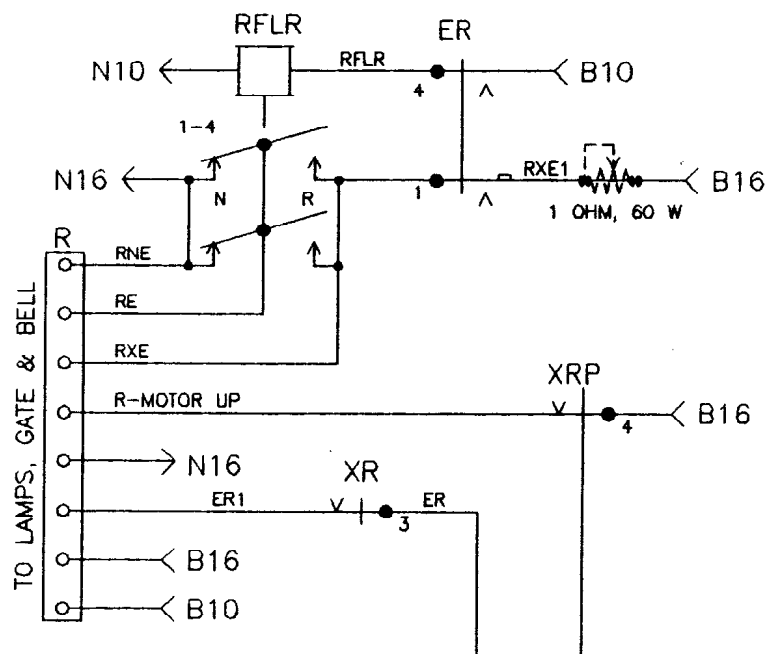 RFLR
ER
N10
RFLR
4
B10
1-4
N16
N
R
1
RXE1
B16
1 OHM, 60 W
R
RNE
RE
RXE
XRP
R-MOTOR UP
4
B16
N16
XR
ER1
3
ER
B16
B10
TO LAMPS, GATE & BELL